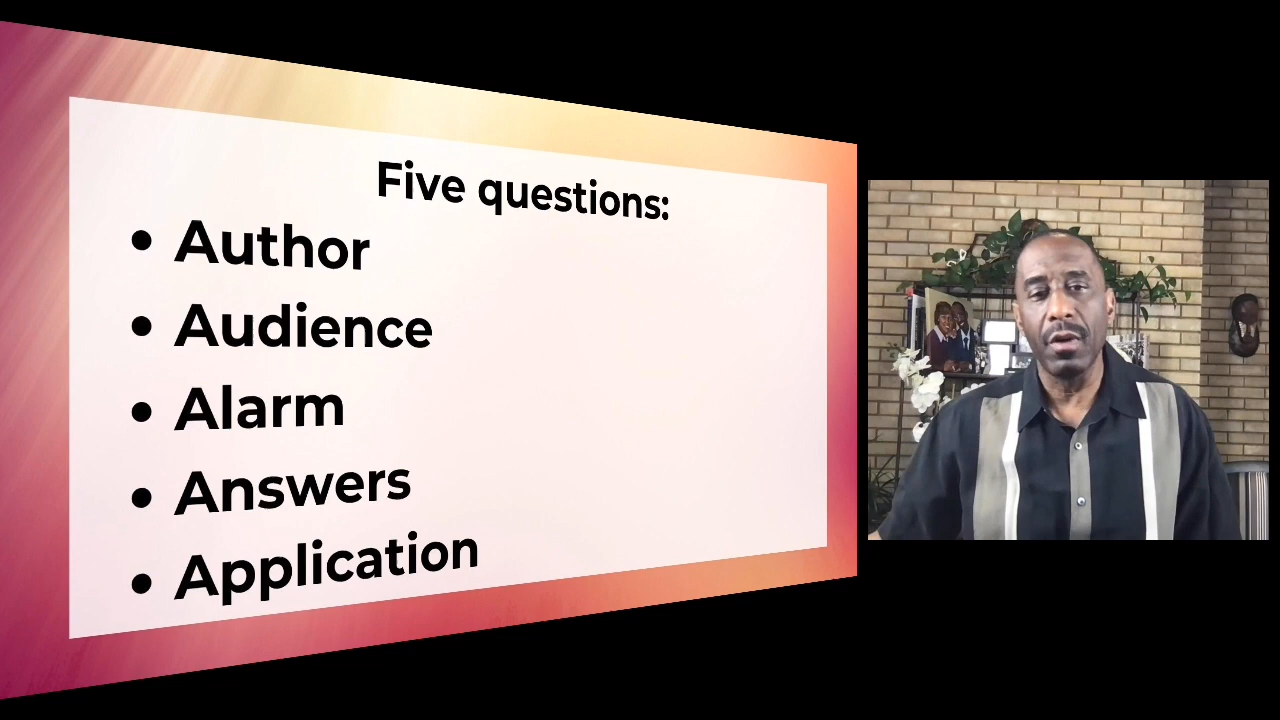 Five questions:
• Author
• Audience
• Alarm
• Answers
• Application